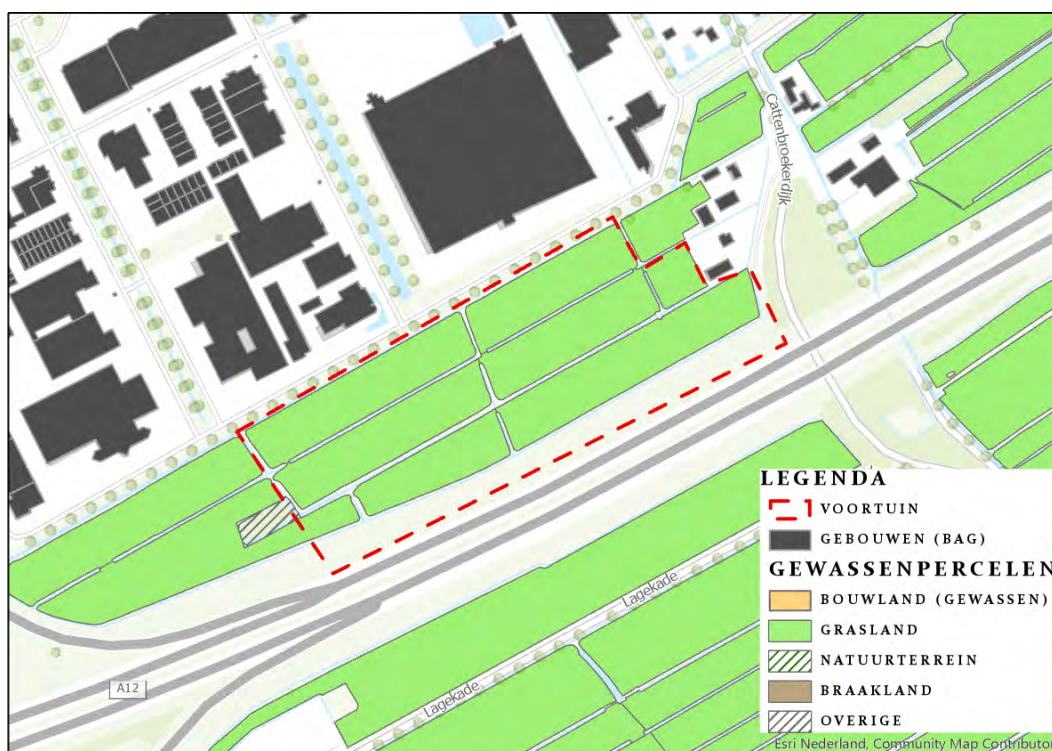 Cattenbroekerdijk
Lagekade
Lagekade
A12
LEGENDA
VOORTUIN
GEBOUWEN (BAG)
GEWASSENPERCELEN
BOUWLAND (GEWASSEN)
GRASLAND
NATUURTERREIN
BRAAKLAND
OVERIGE
Esri Nederland, Community Map Contributo